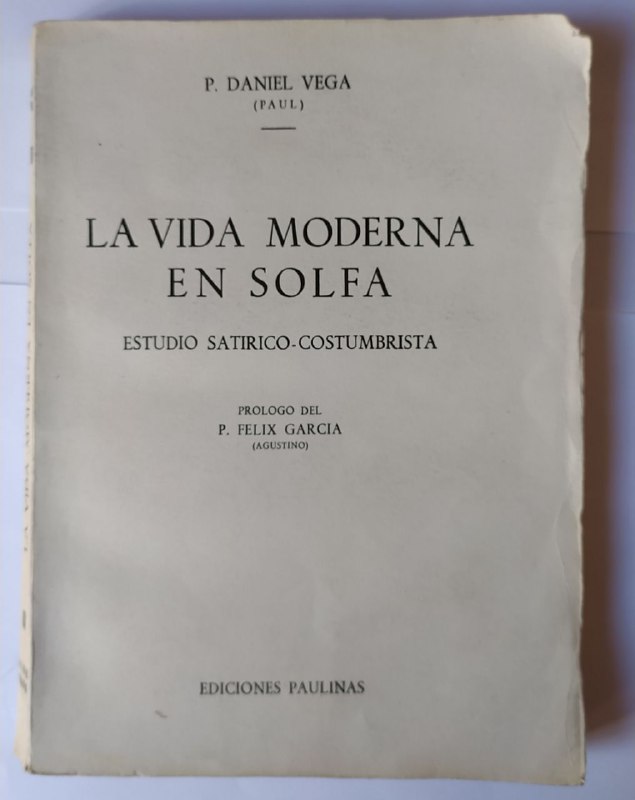 P. DANIEL VEGA
(PAUL)
LA VIDA MODERNA
EN SOLFA
ESTUDIO SATIRICO-COSTUMBRISTA
PROLOGO DEL
P. FELIX GARCIA
(AGUSTINO)
EDICIONES PAULINAS